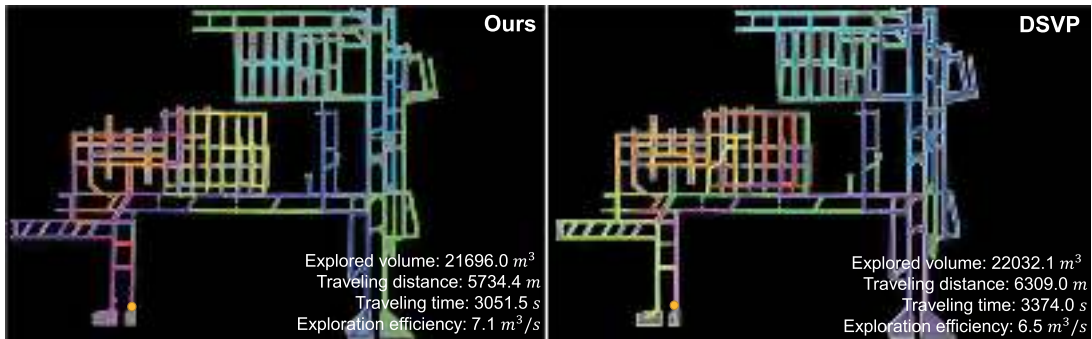 Ours
Explored volume: 21696.0 m³
Traveling distance: 5734.4 m
Traveling time: 3051.5 s
Exploration efficiency: 7.1 m³/s
DSVP
Explored volume: 22032.1 m³
Traveling distance: 6309.0 m
Traveling time: 3374.0 s
Exploration efficiency: 6.5 m³/s